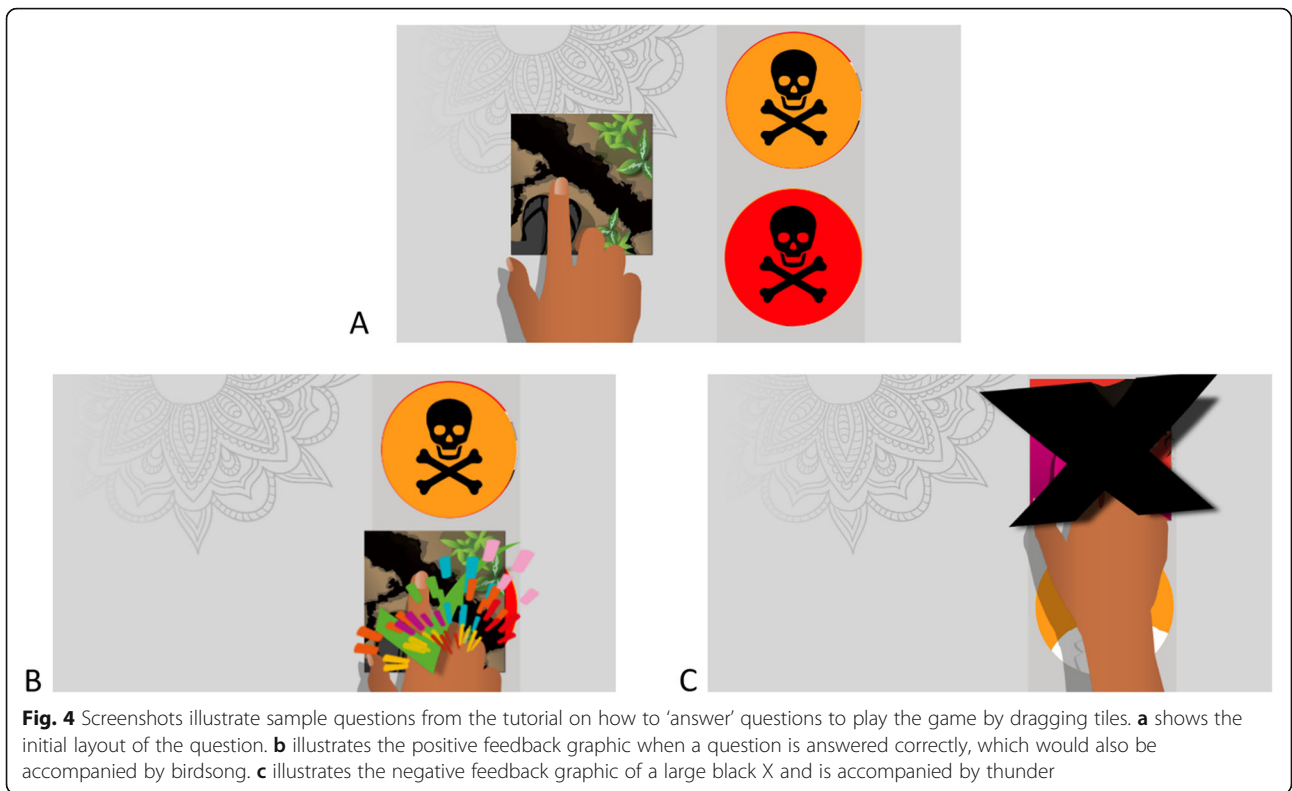 A
B
C
Fig. 4 Screenshots illustrate sample questions from the tutorial on how to ‘answer’ questions to play the game by dragging tiles. a shows the
initial layout of the question. b illustrates the positive feedback graphic when a question is answered correctly, which would also be
accompanied by birdsong. c illustrates the negative feedback graphic of a large black X and is accompanied by thunder